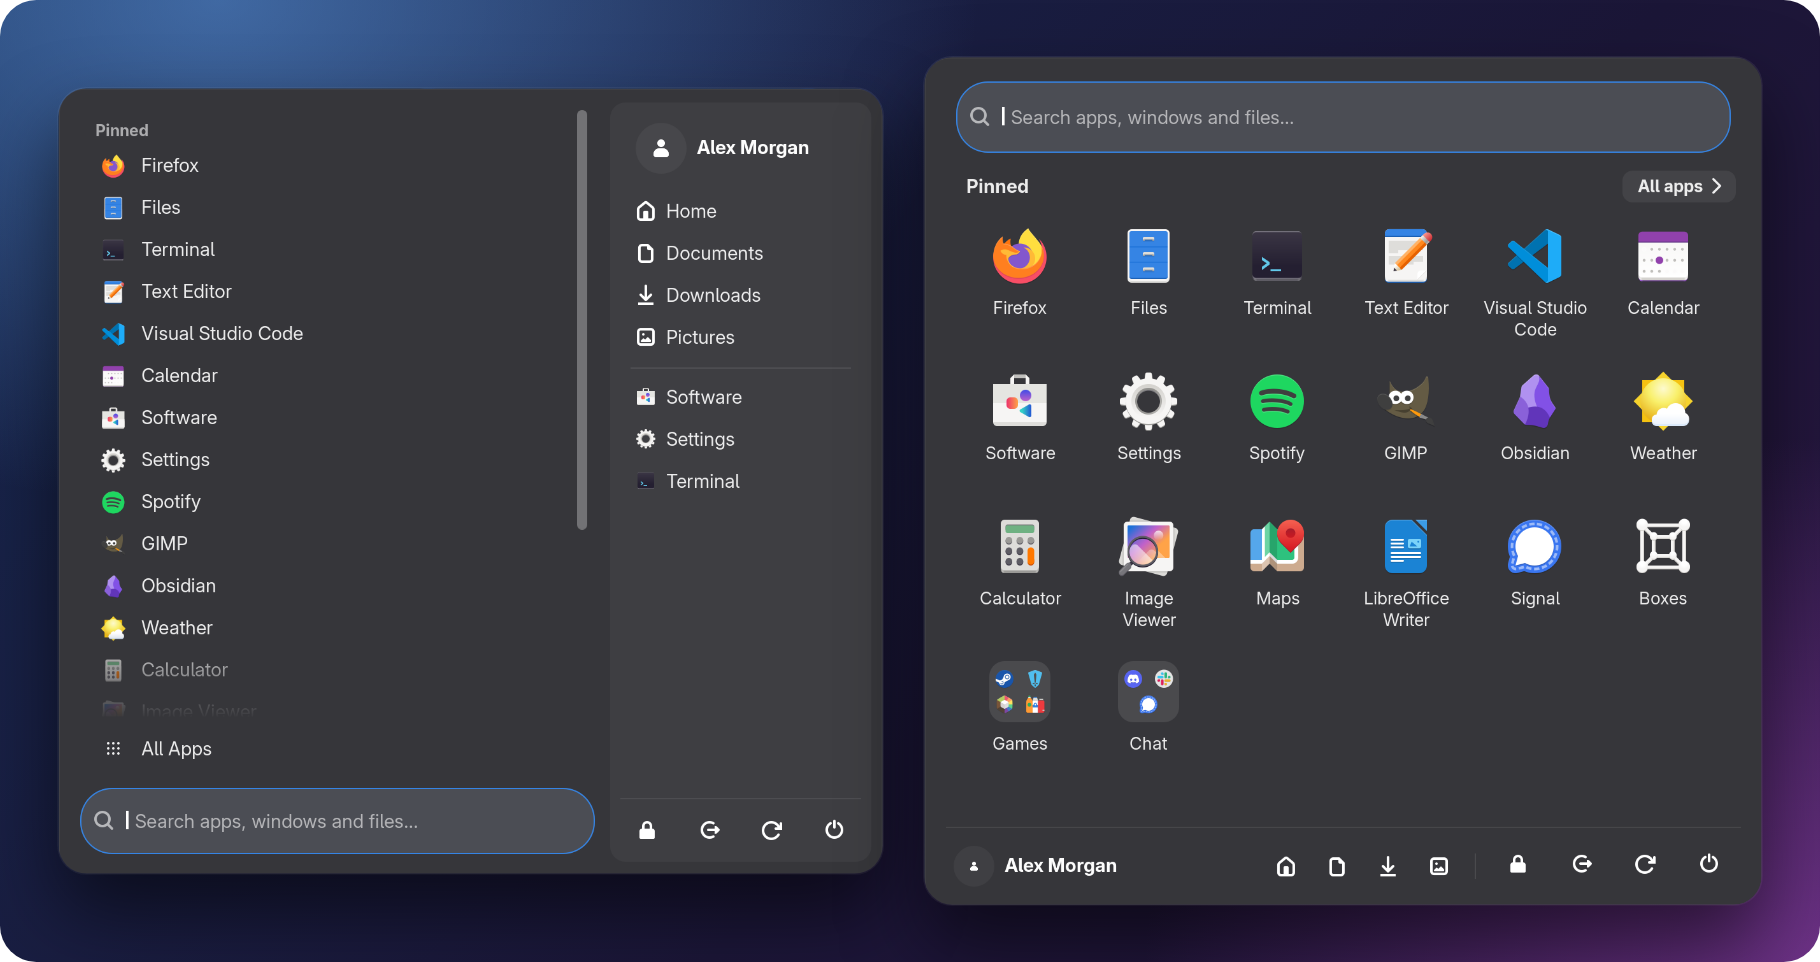 Pinned
Firefox
Files
Terminal
Text Editor
Visual Studio Code
Calendar
Software
Settings
Spotify
GIMP
Obsidian
Weather
Calculator
Image Viewer
All Apps
Search apps, windows and files...
Alex Morgan
Home
Documents
Downloads
Pictures
Software
Settings
Terminal
Search apps, windows and files...
Pinned
All apps
Firefox
Files
Terminal
Text Editor
Visual Studio
Code
Calendar
Software
Settings
Spotify
GIMP
Obsidian
Weather
Calculator
Image
Viewer
Maps
LibreOffice
Writer
Signal
Boxes
Games
Chat
Alex Morgan